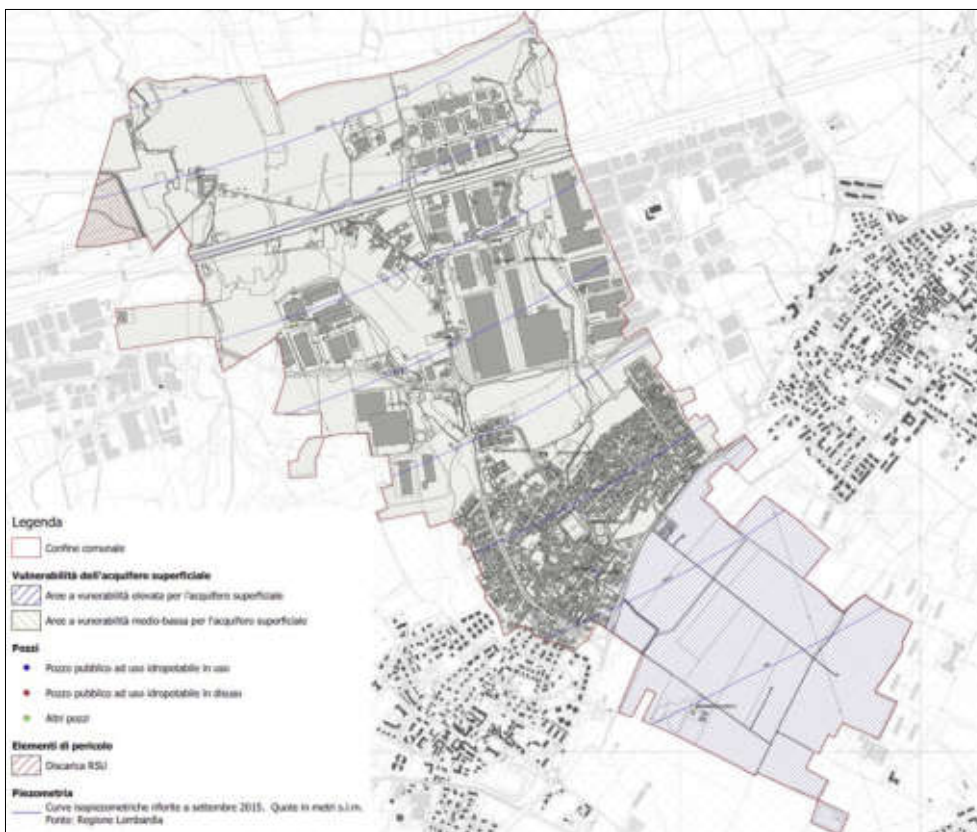 Legenda
Confine comunale
Vulnerabilità dell'acquifero superficiale
Aree a vunerabilità elevata per l'acquifero superficiale
Aree a vunerabilità medio-bassa per l'acquifero superficiale
Pozzi
Pozzo pubblico ad uso idropotabile in uso
Pozzo pubblico ad uso idropotabile in disuso
Altri pozzi
Elementi di pericolo
Discarica RSU
Piezometria
Curve isopiezometriche riferite a settembre 2015. Quote in metri s.l.m.
Fonte: Regione Lombardia